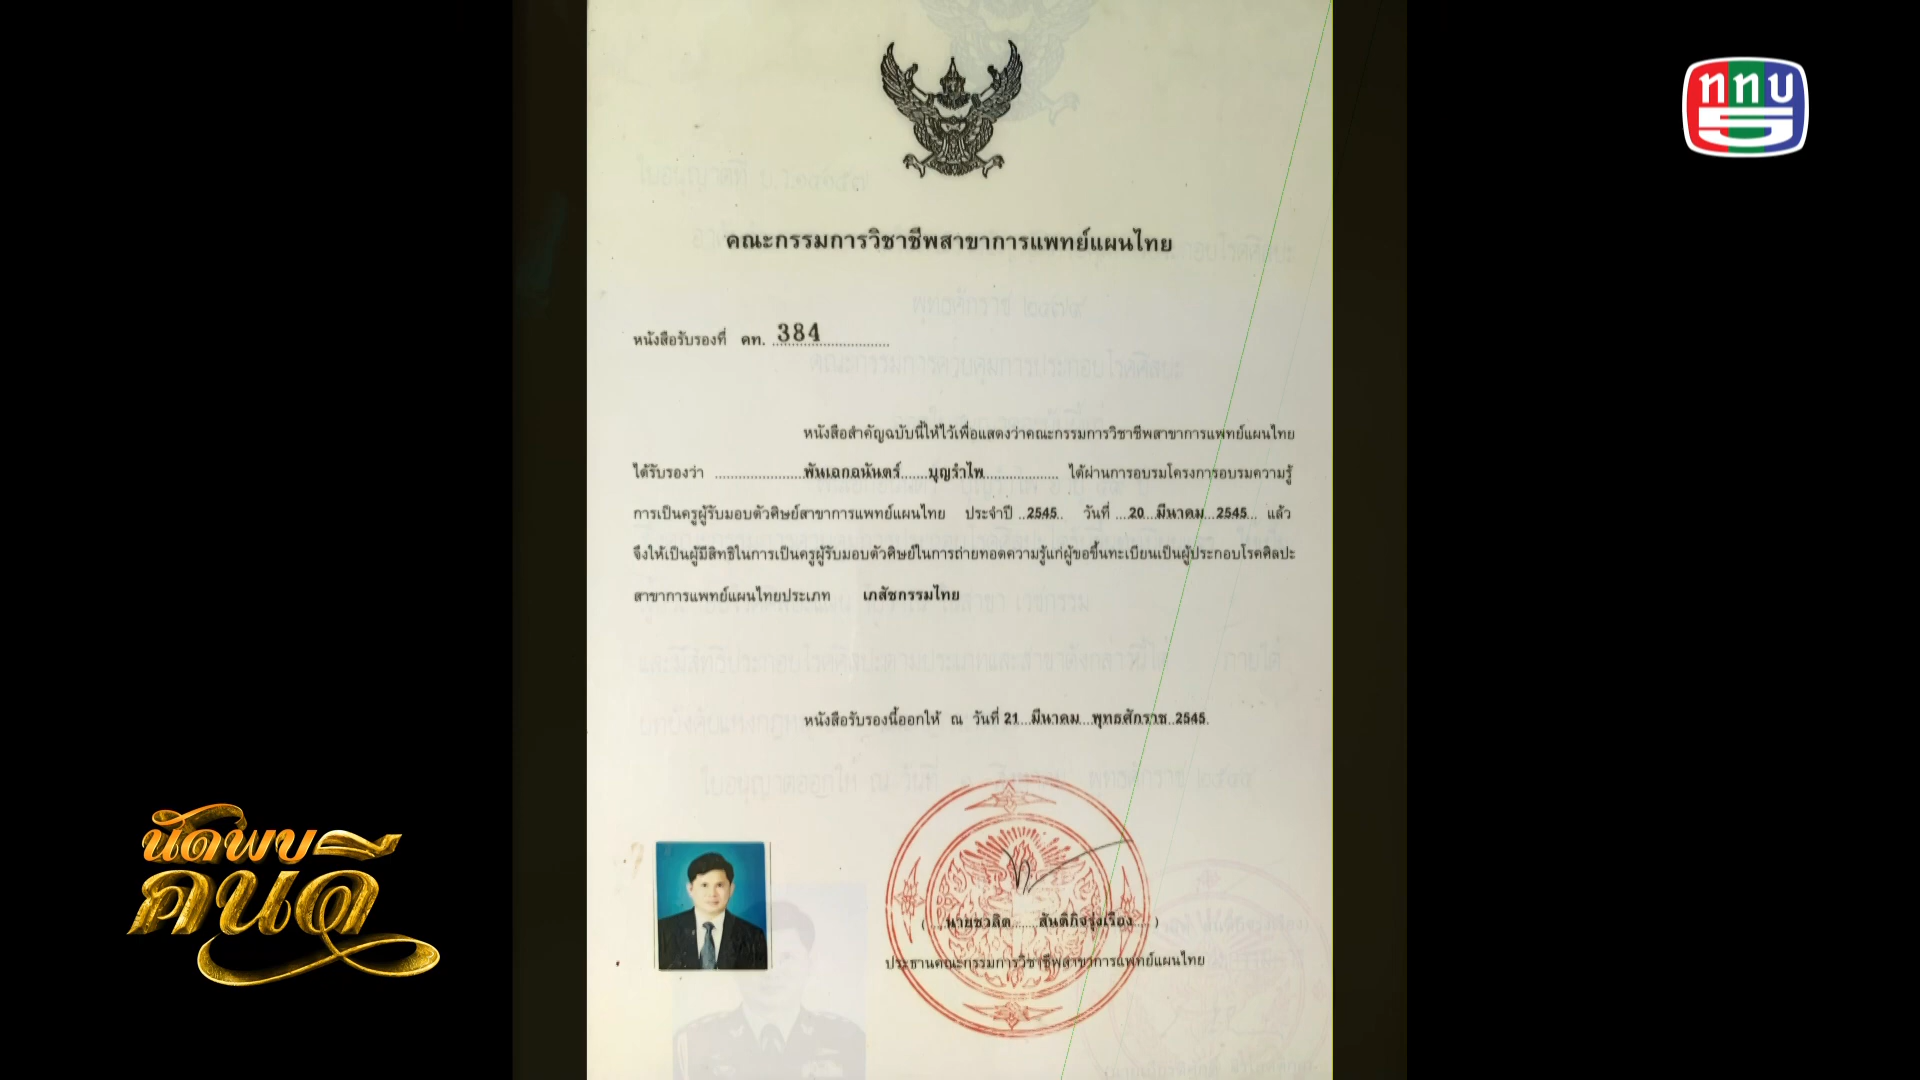 ททบ
5
คณะกรรมการวิชาชีพสาขาการแพทย์แผนไทย
หนังสือรับรองที่ คท. 384
หนังสือสำคัญฉบับนี้ให้ไว้เพื่อแสดงว่าคณะกรรมการวิชาชีพสาขาการแพทย์แผนไทย
ได้รับรองว่า พันเอกอนันตร์ บุญรำไพ ได้ผ่านการอบรมโครงการอบรมความรู้
การเป็นครูผู้รับมอบตัวศิษย์สาขาการแพทย์แผนไทย ประจำปี 2545 วันที่ 20 มีนาคม 2545 แล้ว
จึงให้เป็นผู้มีสิทธิในการเป็นครูผู้รับมอบตัวศิษย์ในการถ่ายทอดความรู้แก่ผู้ขอขึ้นทะเบียนเป็นผู้ประกอบโรคศิลปะ
สาขาการแพทย์แผนไทยประเภท เภสัชกรรมไทย
หนังสือรับรองนี้ออกให้ ณ วันที่ 21 มีนาคม พุทธศักราช 2545
( นายชวลิต สันติกิจรุ่งเรือง )
ประธานคณะกรรมการวิชาชีพสาขาการแพทย์แผนไทย
นัดพบ
คนดี